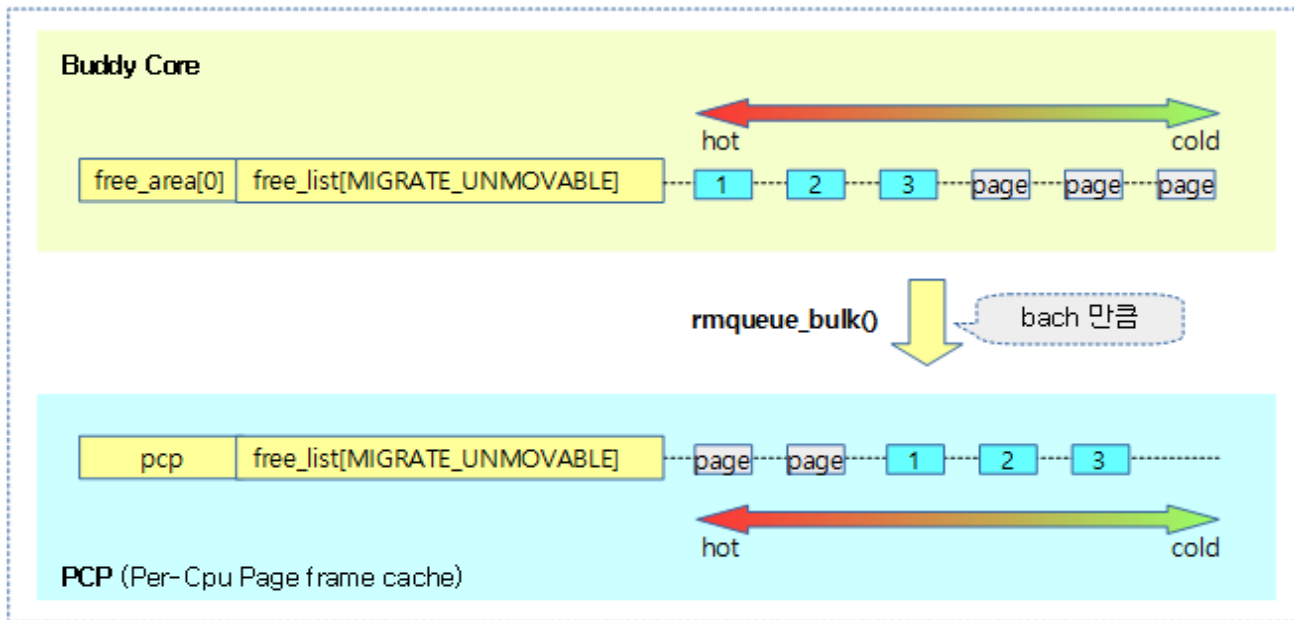 Buddy Core
hot cold
free_area[0] free_list[MIGRATE_UNMOVABLE] 1 2 3 page page page
rmqueue_bulk() bach 만큼
pcp free_list[MIGRATE_UNMOVABLE] page page 1 2 3
hot cold
PCP (Per-Cpu Page frame cache)